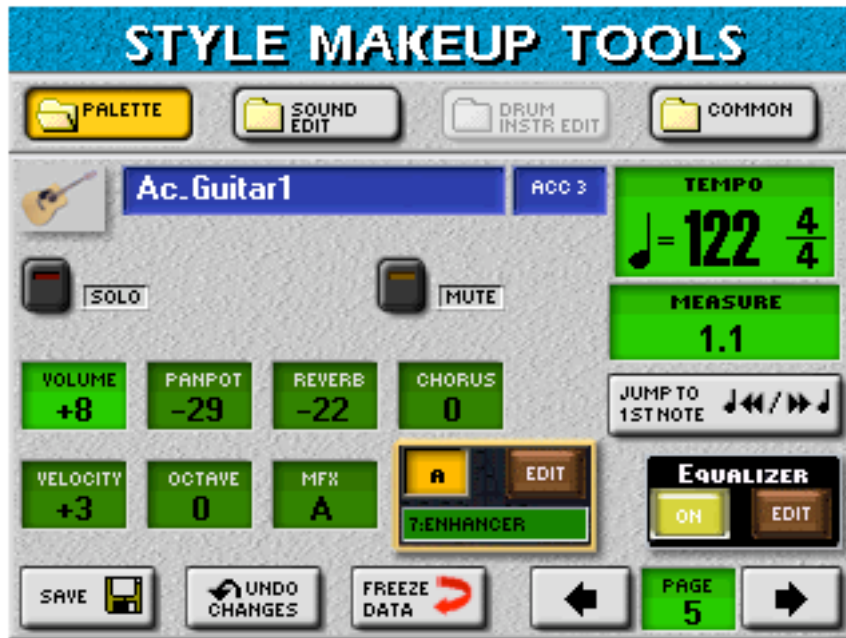 STYLE MAKEUP TOOLS
PALETTE
SOUND
EDIT
DRUM
INSTR EDIT
COMMON
Ac.Guitar1
ACC 3
TEMPO
= 122 4/4
SOLO
MUTE
MEASURE
1.1
VOLUME
+8
PANPOT
-29
REVERB
-22
CHORUS
0
JUMP TO
1ST NOTE
/
VELOCITY
+3
OCTAVE
0
MFX
A
A
EDIT
7:ENHANCER
EQUALIZER
ON
EDIT
SAVE
UNDO
CHANGES
FREEZE
DATA
PAGE
5